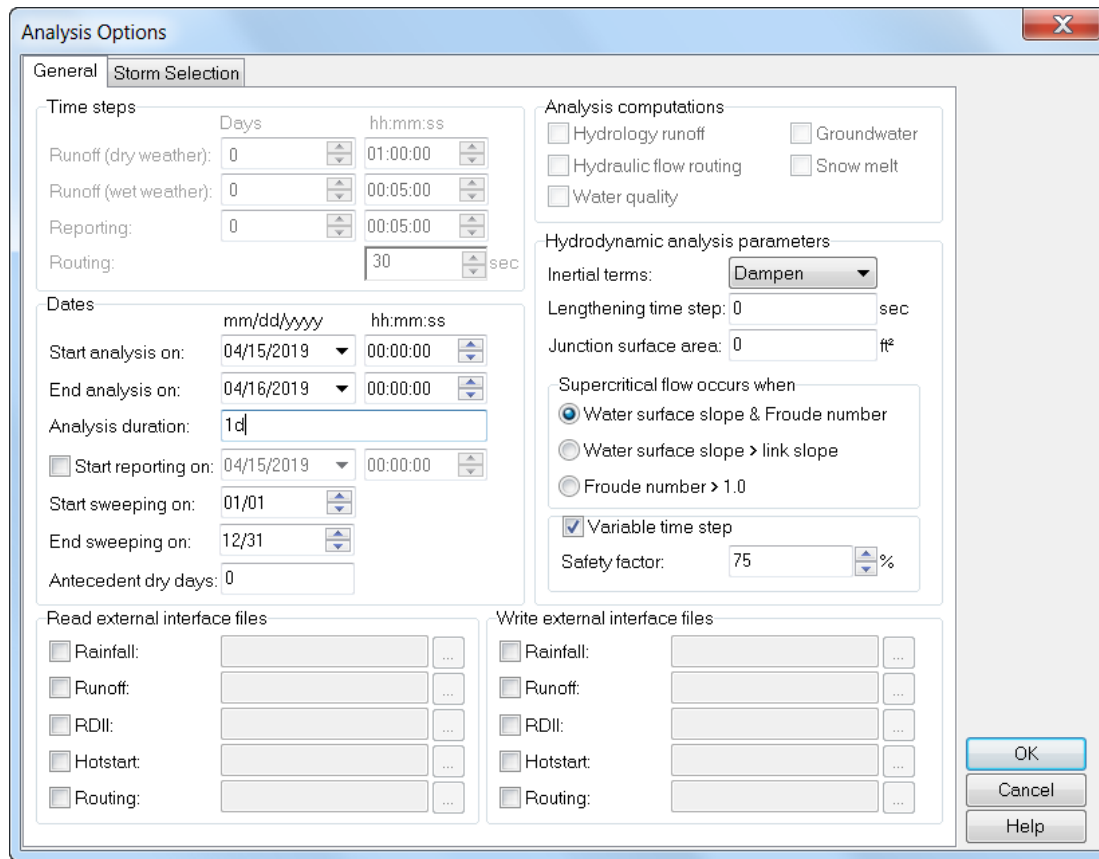 Analysis Options
X
General Storm Selection
Time steps
Days hh:mm:ss
Runoff (dry weather): 0 01:00:00
Runoff (wet weather): 0 00:05:00
Reporting: 0 00:05:00
Routing: 30 sec
Dates
mm/dd/yyyy hh:mm:ss
Start analysis on: 04/15/2019 00:00:00
End analysis on: 04/16/2019 00:00:00
Analysis duration: 1d
Start reporting on: 04/15/2019 00:00:00
Start sweeping on: 01/01
End sweeping on: 12/31
Antecedent dry days: 0
Analysis computations
Hydrology runoff Groundwater
Hydraulic flow routing Snow melt
Water quality
Hydrodynamic analysis parameters
Inertial terms: Dampen
Lengthening time step: 0 sec
Junction surface area: 0 ft²
Supercritical flow occurs when
Water surface slope & Froude number
Water surface slope > link slope
Froude number > 1.0
Variable time step
Safety factor: 75 %
Read external interface files
Rainfall: ...
Runoff: ...
RDII: ...
Hotstart: ...
Routing: ...
Write external interface files
Rainfall: ...
Runoff: ...
RDII: ...
Hotstart: ...
Routing: ...
OK
Cancel
Help